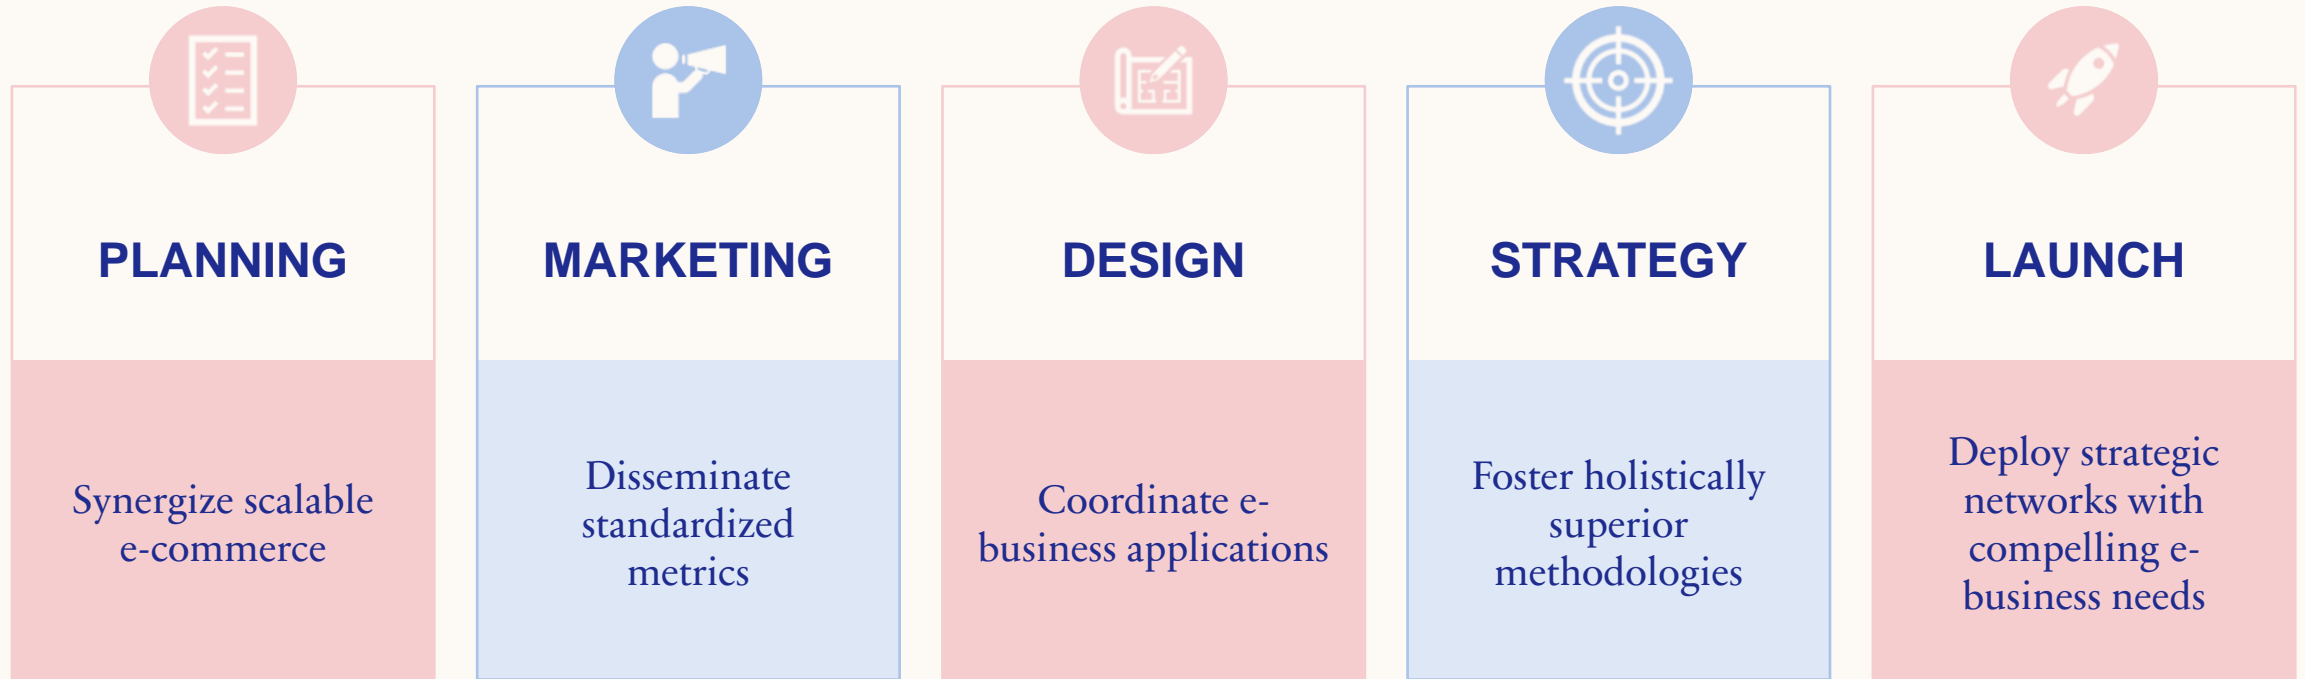 PLANNING
Synergize scalable
e-commerce
MARKETING
Disseminate
standardized
metrics
DESIGN
Coordinate e-
business applications
STRATEGY
Foster holistically
superior
methodologies
LAUNCH
Deploy strategic
networks with
compelling e-
business needs